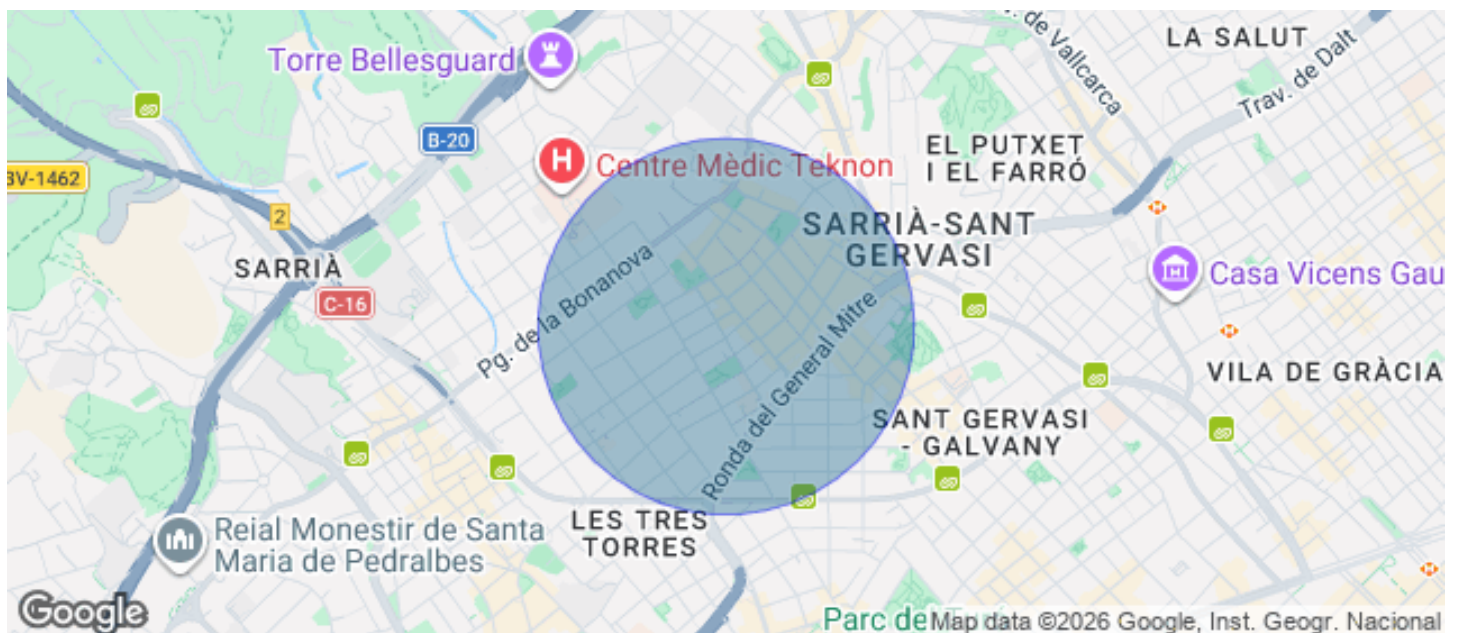 LA SALUT
Torre Bellesguard
de Vallcarca
Trav. de Dalt
B-20
EL PUTXET
I EL FARRÓ
Centre Mèdic Teknon
H
BV-1462
2
SARRIÀ-SANT
GERVASI
SARRIÀ
Casa Vicens Gau
C-16
Pg. de la Bonanova
Ronda del General Mitre
VILA DE GRÀCIA
SANT GERVASI
- GALVANY
LES TRES
TORRES
Reial Monestir de Santa
Maria de Pedralbes
Google
Parc de
Map data ©2026 Google, Inst. Geogr. Nacional